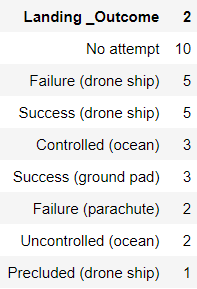 Landing _Outcome 2
No attempt 10
Failure (drone ship) 5
Success (drone ship) 5
Controlled (ocean) 3
Success (ground pad) 3
Failure (parachute) 2
Uncontrolled (ocean) 2
Precluded (drone ship) 1